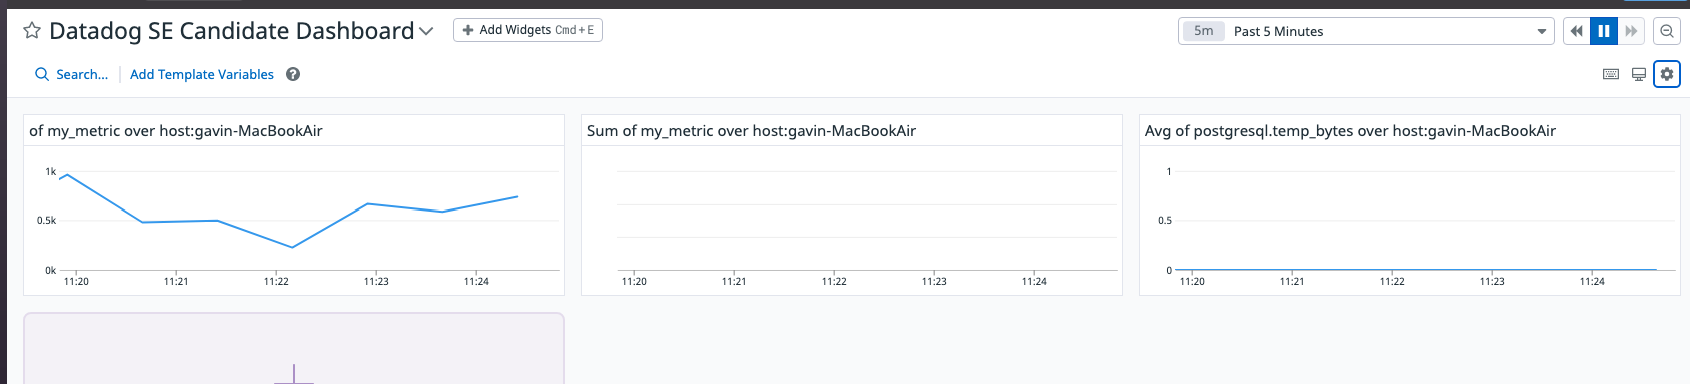 Datadog SE Candidate Dashboard
+ Add Widgets Cmd+E
5m Past 5 Minutes
Search...
Add Template Variables
?
of my_metric over host:gavin-MacBookAir
1k
0.5k
0k
11:20 11:21 11:22 11:23 11:24
Sum of my_metric over host:gavin-MacBookAir
11:20 11:21 11:22 11:23 11:24
Avg of postgresql.temp_bytes over host:gavin-MacBookAir
1
0.5
0
11:20 11:21 11:22 11:23 11:24